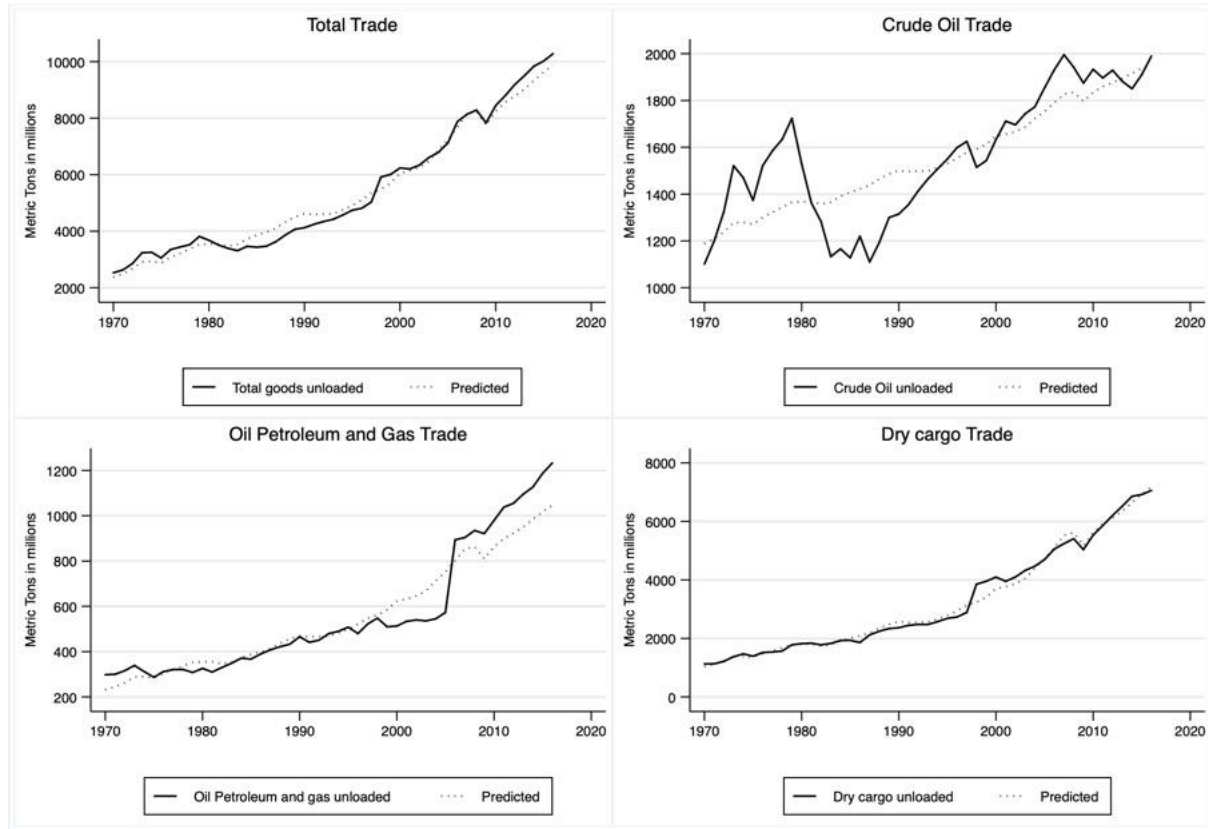 Total Trade
Metric Tons in millions
10000
8000
6000
4000
2000
1970 1980 1990 2000 2010 2020
Total goods unloaded Predicted
Crude Oil Trade
Metric Tons in millions
2000
1800
1600
1400
1200
1000
1970 1980 1990 2000 2010 2020
Crude Oil unloaded Predicted
Oil Petroleum and Gas Trade
Metric Tons in millions
1200
1000
800
600
400
200
1970 1980 1990 2000 2010 2020
Oil Petroleum and gas unloaded Predicted
Dry cargo Trade
Metric Tons in millions
8000
6000
4000
2000
0
1970 1980 1990 2000 2010 2020
Dry cargo unloaded Predicted